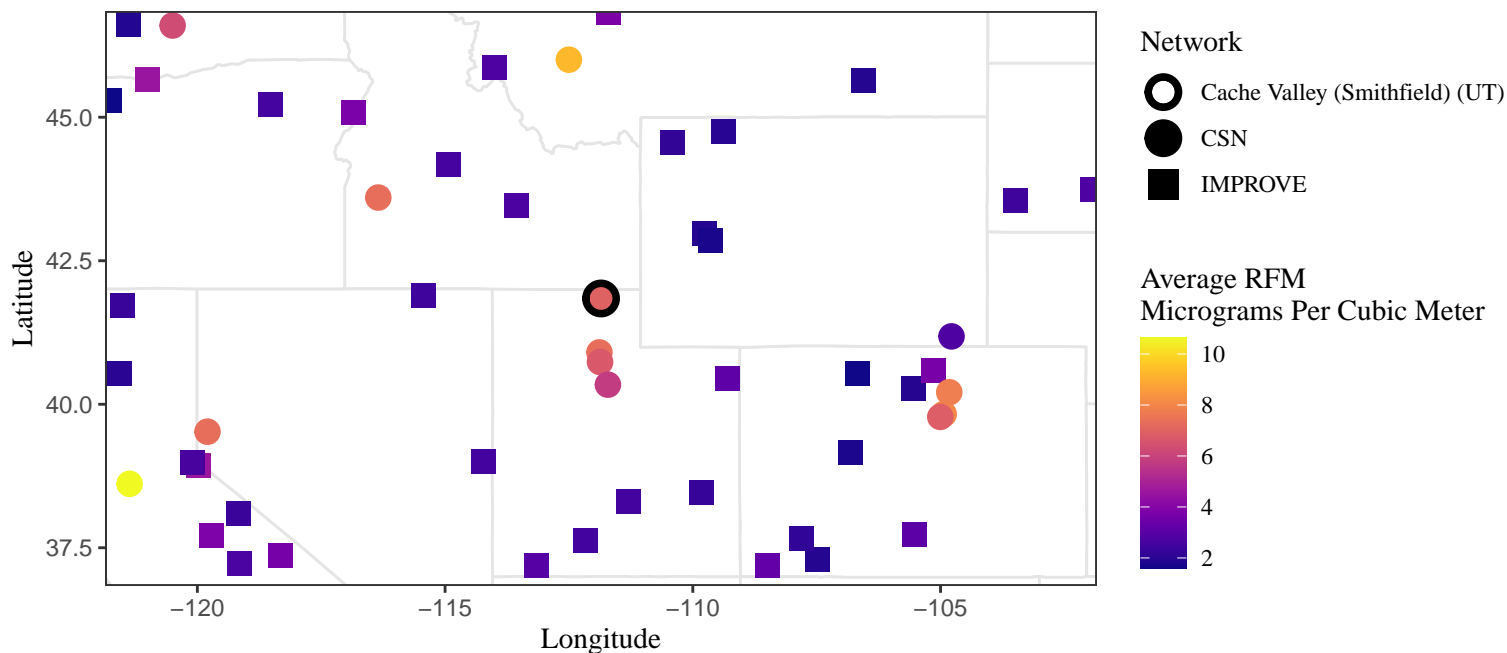 45.0
42.5
40.0
37.5
Latitude
−120
−115
−110
−105
Longitude
Network
Cache Valley (Smithfield) (UT)
CSN
IMPROVE
Average RFM
Micrograms Per Cubic Meter
10
8
6
4
2